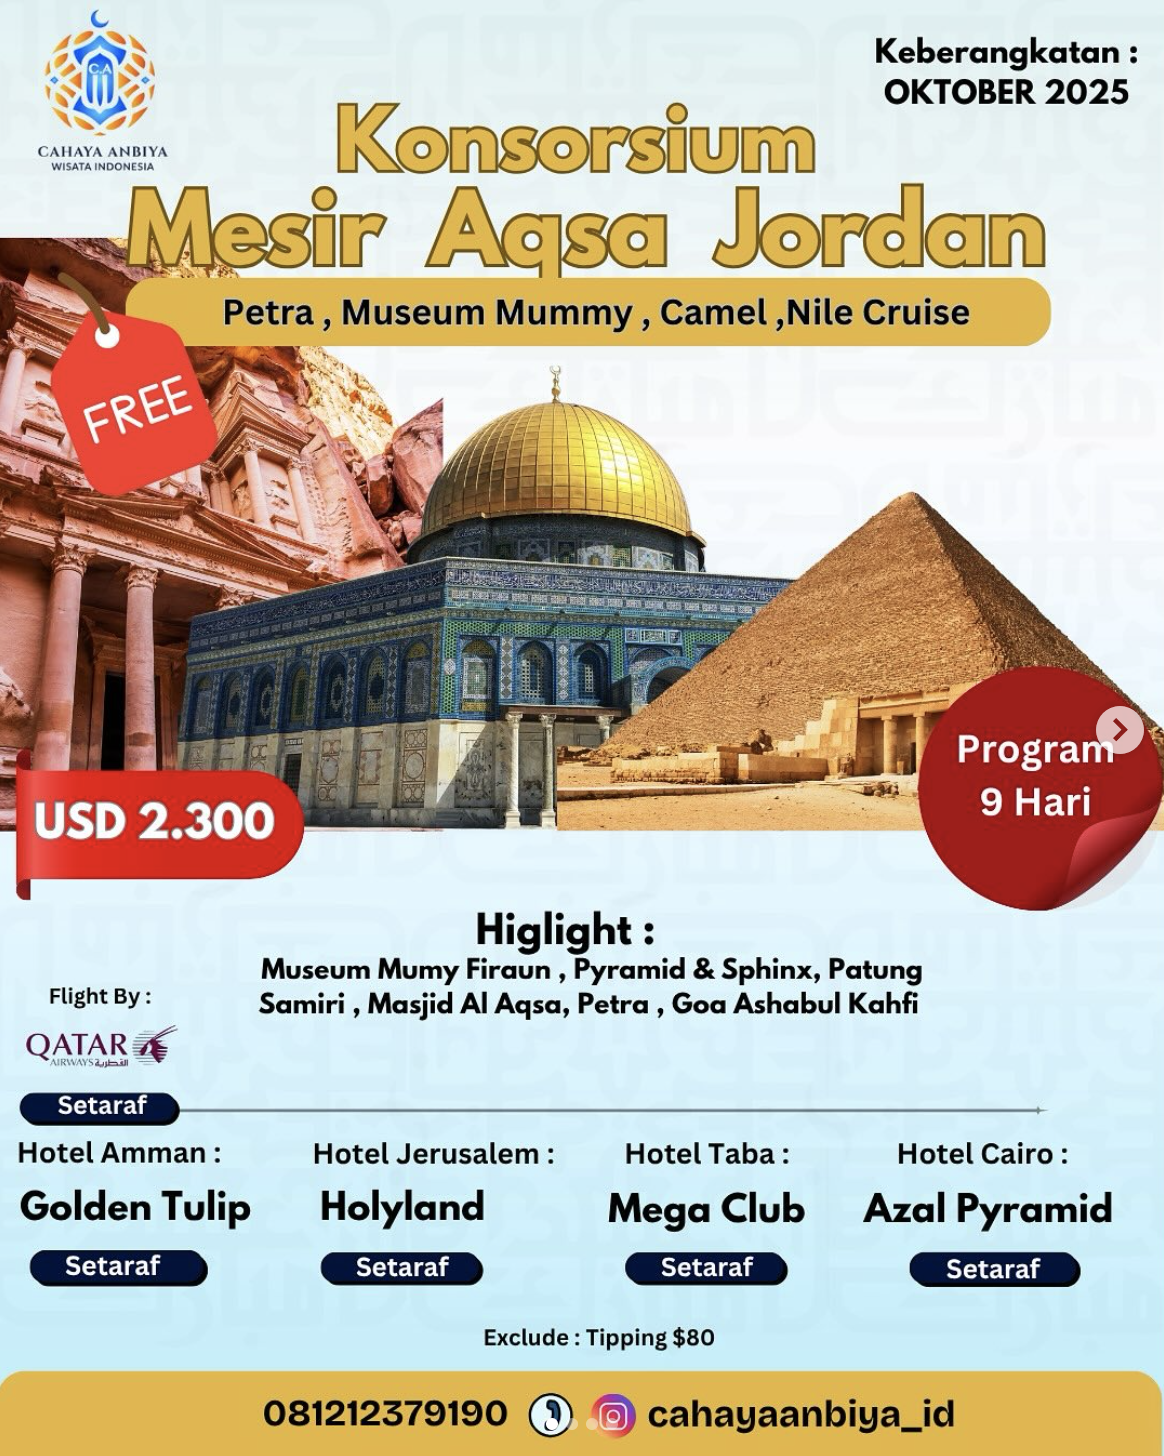 C.A
CAHAYA ANBIYA
WISATA INDONESIA
Keberangkatan :
OKTOBER 2025
Konsorsium
Mesir Aqsa Jordan
Petra , Museum Mummy , Camel ,Nile Cruise
FREE
Program
9 Hari
USD 2.300
Higlight :
Museum Mumy Firaun , Pyramid & Sphinx, Patung
Samiri , Masjid Al Aqsa, Petra , Goa Ashabul Kahfi
Flight By :
QATAR
AIRWAYS القطرية
Setaraf
Hotel Amman :
Golden Tulip
Setaraf
Hotel Jerusalem :
Holyland
Setaraf
Hotel Taba :
Mega Club
Setaraf
Hotel Cairo :
Azal Pyramid
Setaraf
Exclude : Tipping $80
081212379190
cahayaanbiya_id